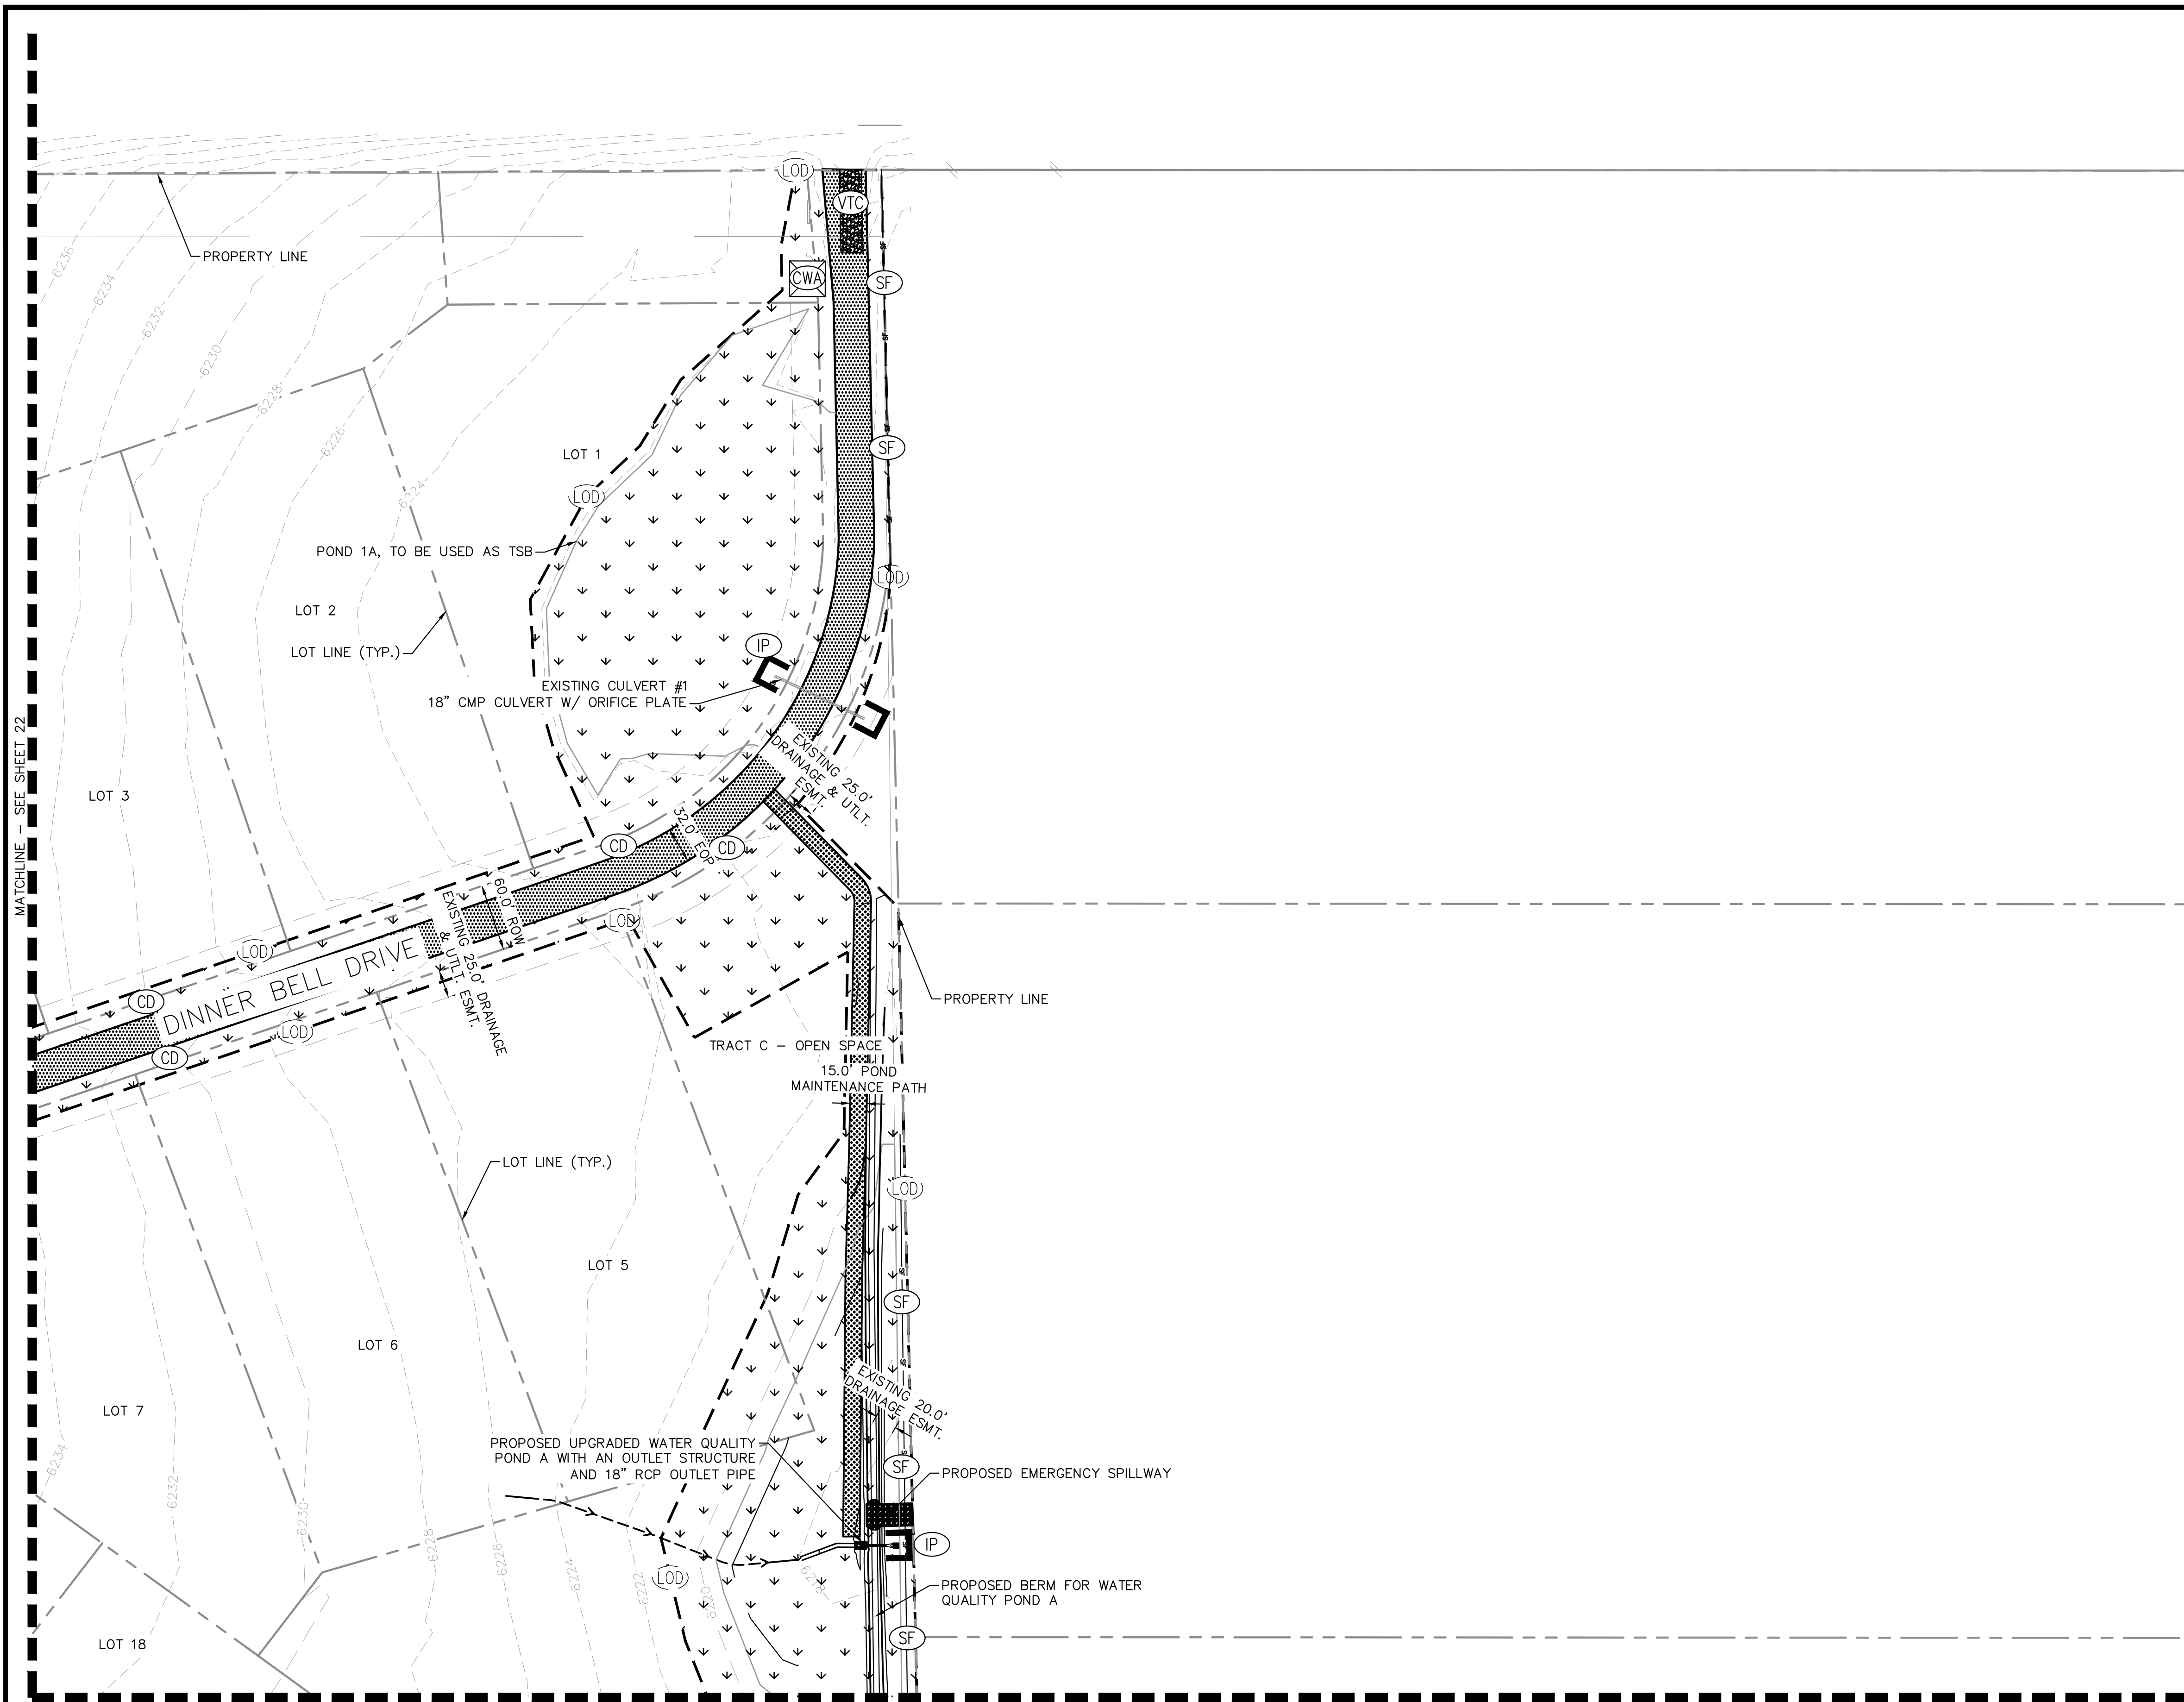 LOD
VTC
PROPERTY LINE
6236
6234
6232
6230
6228
6226
6224
CWA
SF
SF
SF
SF
LOT 1
LOD
POND 1A, TO BE USED AS TSB
LOD
LOT 2
LOT LINE (TYP.)
IP
EXISTING CULVERT #1
18" CMP CULVERT W/ ORIFICE PLATE
EXISTING 25.0'
DRAINAGE & UTLT.
ESMT.
MATCHLINE – SEE SHEET 22
LOT 3
32.0' EOP
CD
CD
60.0' ROW
EXISTING 25.0' DRAINAGE
& UTLT. ESMT.
LOD
LOD
DINNER BELL DRIVE
CD
LOD
CD
PROPERTY LINE
TRACT C – OPEN SPACE
15.0' POND
MAINTENANCE PATH
LOT LINE (TYP.)
LOD
LOT 5
SF
LOT 6
EXISTING 20.0'
DRAINAGE ESMT.
LOT 7
PROPOSED UPGRADED WATER QUALITY
POND A WITH AN OUTLET STRUCTURE
AND 18" RCP OUTLET PIPE
SF
PROPOSED EMERGENCY SPILLWAY
6234
6232
6230
6228
6226
6224
6222
6220
6218
IP
LOD
PROPOSED BERM FOR WATER
QUALITY POND A
LOT 18
SF